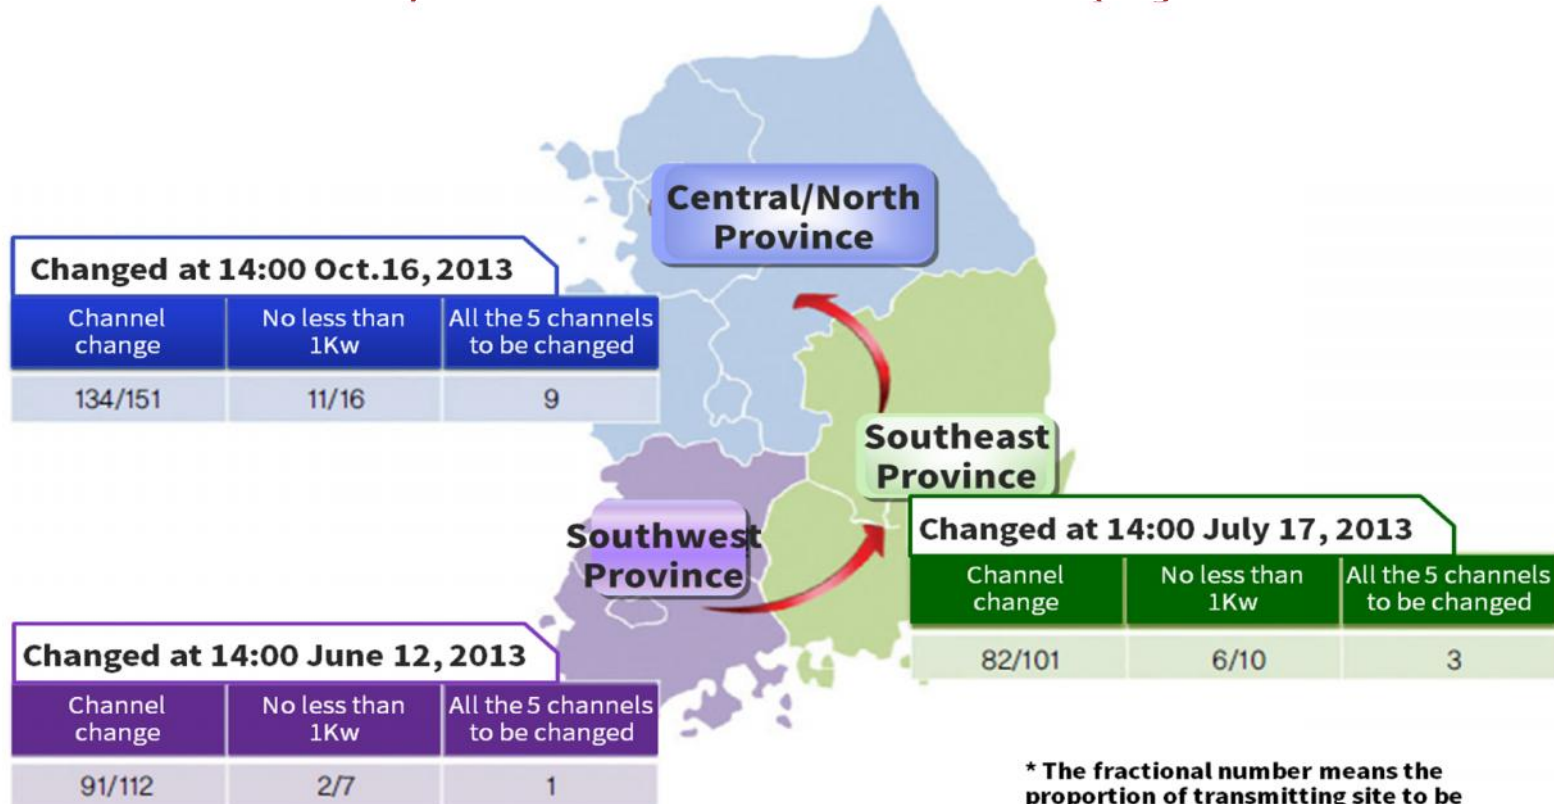 Central/North
Province
Changed at 14:00 Oct.16, 2013
Channel change
No less than 1Kw
All the 5 channels to be changed
134/151
11/16
9
Southeast
Province
Changed at 14:00 July 17, 2013
Channel change
No less than 1Kw
All the 5 channels to be changed
82/101
6/10
3
Southwest
Province
Changed at 14:00 June 12, 2013
Channel change
No less than 1Kw
All the 5 channels to be changed
91/112
2/7
1
* The fractional number means the
proportion of transmitting site to be